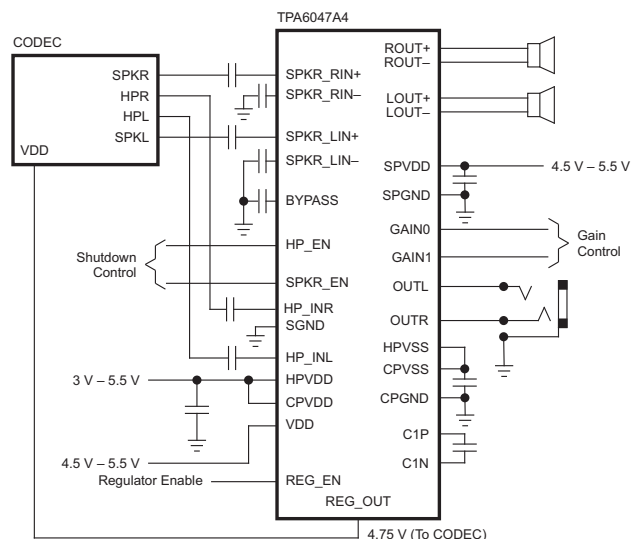 TPA6047A4
CODEC
SPKR
HPR
HPL
SPKL
VDD
SPKR_RIN+
SPKR_RIN–
SPKR_LIN+
SPKR_LIN–
BYPASS
HP_EN
SPKR_EN
HP_INR
SGND
HP_INL
HPVDD
CPVDD
VDD
REG_EN
REG_OUT
Shutdown
Control
3 V – 5.5 V
4.5 V – 5.5 V
Regulator Enable
ROUT+
ROUT–
LOUT+
LOUT–
SPVDD
SPGND
GAIN0
GAIN1
OUTL
OUTR
HPVSS
CPVSS
CPGND
C1P
C1N
4.5 V – 5.5 V
Gain
Control
4.75 V (To CODEC)